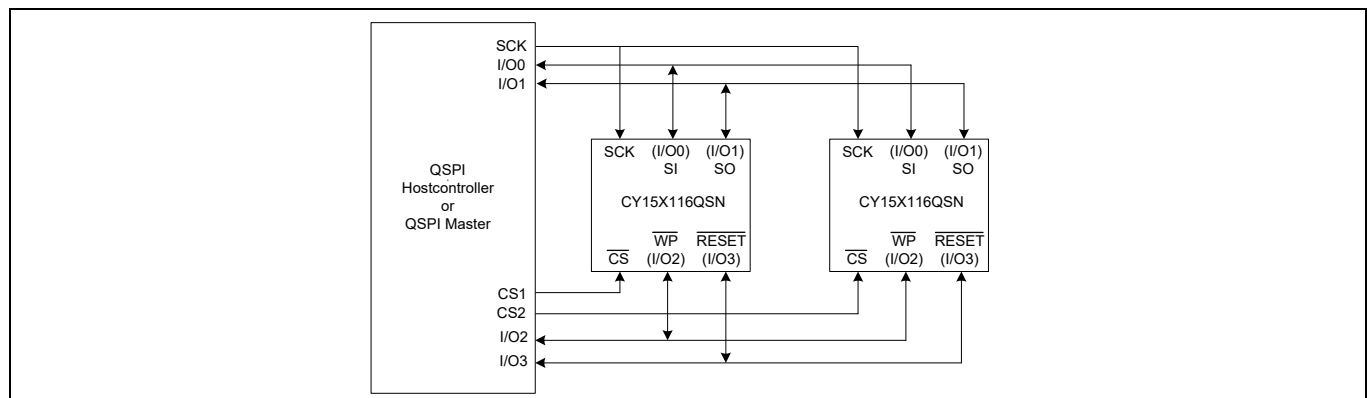 SCK
I/O0
I/O1
QSPI
Hostcontroller
or
QSPI Master
CS1
CS2
I/O2
I/O3
SCK (I/O0) (I/O1)
SI SO
CY15X116QSN
WP RESET
CS (I/O2) (I/O3)
SCK (I/O0) (I/O1)
SI SO
CY15X116QSN
WP RESET
CS (I/O2) (I/O3)